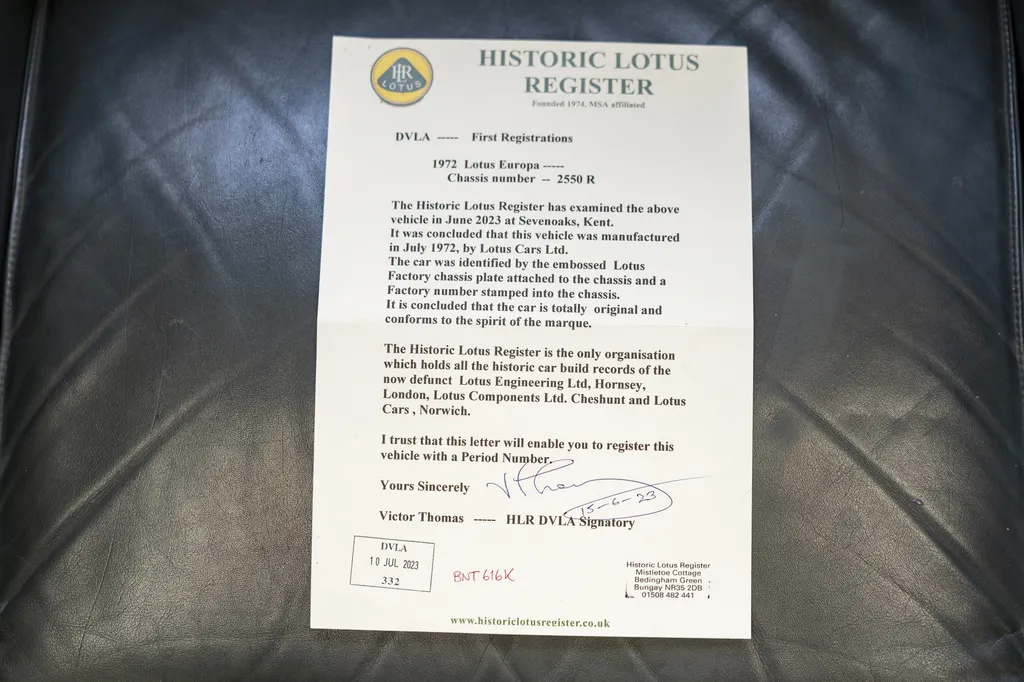 HLR
LOTUS
HISTORIC LOTUS
REGISTER
Founded 1974. MSA affiliated
DVLA ----- First Registrations
1972 Lotus Europa -----
Chassis number -- 2550 R
The Historic Lotus Register has examined the above
vehicle in June 2023 at Sevenoaks, Kent.
It was concluded that this vehicle was manufactured
in July 1972, by Lotus Cars Ltd.
The car was identified by the embossed Lotus
Factory chassis plate attached to the chassis and a
Factory number stamped into the chassis.
It is concluded that the car is totally original and
conforms to the spirit of the marque.
The Historic Lotus Register is the only organisation
which holds all the historic car build records of the
now defunct Lotus Engineering Ltd, Hornsey,
London, Lotus Components Ltd. Cheshunt and Lotus
Cars , Norwich.
I trust that this letter will enable you to register this
vehicle with a Period Number.
Yours Sincerely
15-6-23
Victor Thomas ----- HLR DVLA Signatory
DVLA
10 JUL 2023
332
BNT 616K
Historic Lotus Register
Mistletoe Cottage
Bedingham Green
Bungay NR35 2DB
01508 482 441
www.historiclotusregister.co.uk